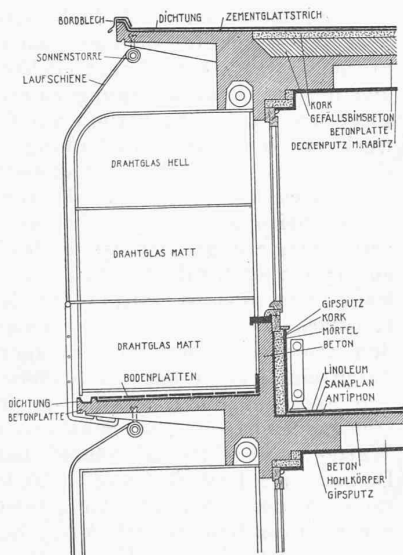 BORDBLECH
DICHTUNG
ZEMENTGLATTSTRICH
SONNENSTORRE
LAUFSCHIENE
KORK
GEFÄLLSBIMSBETON
BETONPLATTE
DECKENPUTZ M.RABITZ
DRAHTGLAS HELL
DRAHTGLAS MATT
DRAHTGLAS MATT
GIPSPUTZ
KORK
MÖRTEL
BETON
BODENPLATTEN
LINOLEUM
SANAPLAN
ANTIPHON
DICHTUNG
BETONPLATTE
BETON
HOHLKÖRPER
GIPSPUTZ